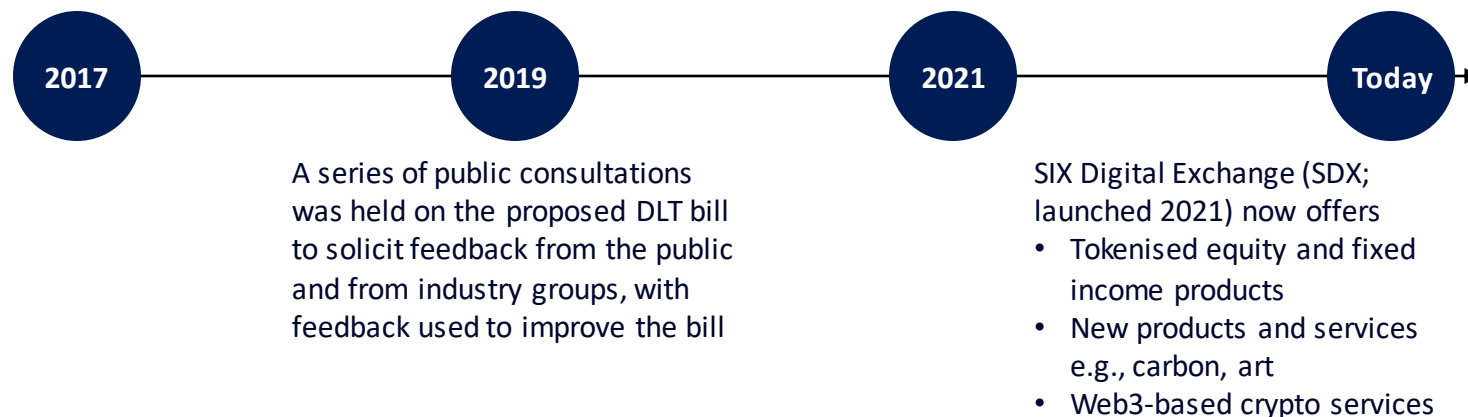 2017
2019
2021
Today
A series of public consultations
was held on the proposed DLT bill
to solicit feedback from the public
and from industry groups, with
feedback used to improve the bill
SIX Digital Exchange (SDX;
launched 2021) now offers
• Tokenised equity and fixed
income products
• New products and services
e.g., carbon, art
• Web3-based crypto services